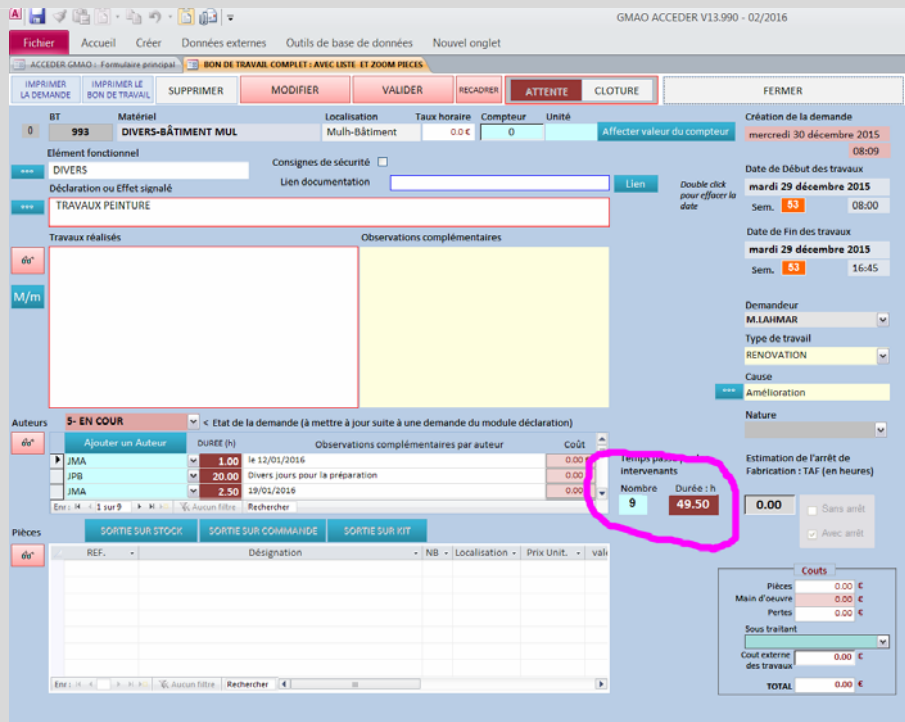 GMAO ACCEDER V13.990 - 02/2016
Fichier Accueil Créer Données externes Outils de base de données Nouvel onglet
ACCEDER GMAO : Formulaire principal BON DE TRAVAIL COMPLET : AVEC LISTE ET ZOOM PIECES
IMPRIMER LA DEMANDE IMPRIMER LE BON DE TRAVAIL SUPPRIMER MODIFIER VALIDER RECADRER ATTENTE CLOTURE FERMER
BT Matériel Localisation Taux horaire Compteur Unité Création de la demande
0 993 DIVERS-BÂTIMENT MUL Mulh-Bâtiment 0.0 € 0 Affecter valeur du compteur mercredi 30 décembre 2015
08:09
Elément fonctionnel
DIVERS Consignes de sécurité
Date de Début des travaux
Déclaration ou Effet signalé Lien documentation Lien Double click pour effacer la date mardi 29 décembre 2015
TRAVAUX PEINTURE Sem. 53 08:00
Date de Fin des travaux
Travaux réalisés Observations complémentaires mardi 29 décembre 2015
Sem. 53 16:45
M/m
Demandeur
M.LAHMAR
Type de travail
RENOVATION
Cause
Amélioration
Nature
Auteurs 5- EN COUR < Etat de la demande (à mettre à jour suite à une demande du module déclaration)
Ajouter un Auteur DUREE (h) Observations complémentaires par auteur Coût
JMA 1.00 le 12/01/2016 0.00
JPB 20.00 Divers jours pour la préparation 0.00
JMA 2.50 19/01/2016 0.00
Enr : 1 sur 9 Aucun filtre Rechercher
intervenants
Nombre Durée : h
9 49.50
Estimation de l'arrêt de Fabrication : TAF (en heures)
0.00 Sans arrêt
Avec arrêt
Pièces SORTIE SUR STOCK SORTIE SUR COMMANDE SORTIE SUR KIT
REF. Désignation NB Localisation Prix Unit. vale
Enr : Aucun filtre Rechercher
Couts
Pièces 0.00 €
Main d'oeuvre 0.00 €
Pertes 0.00 €
Sous traitant
Cout externe des travaux 0.00 €
TOTAL 0.00 €